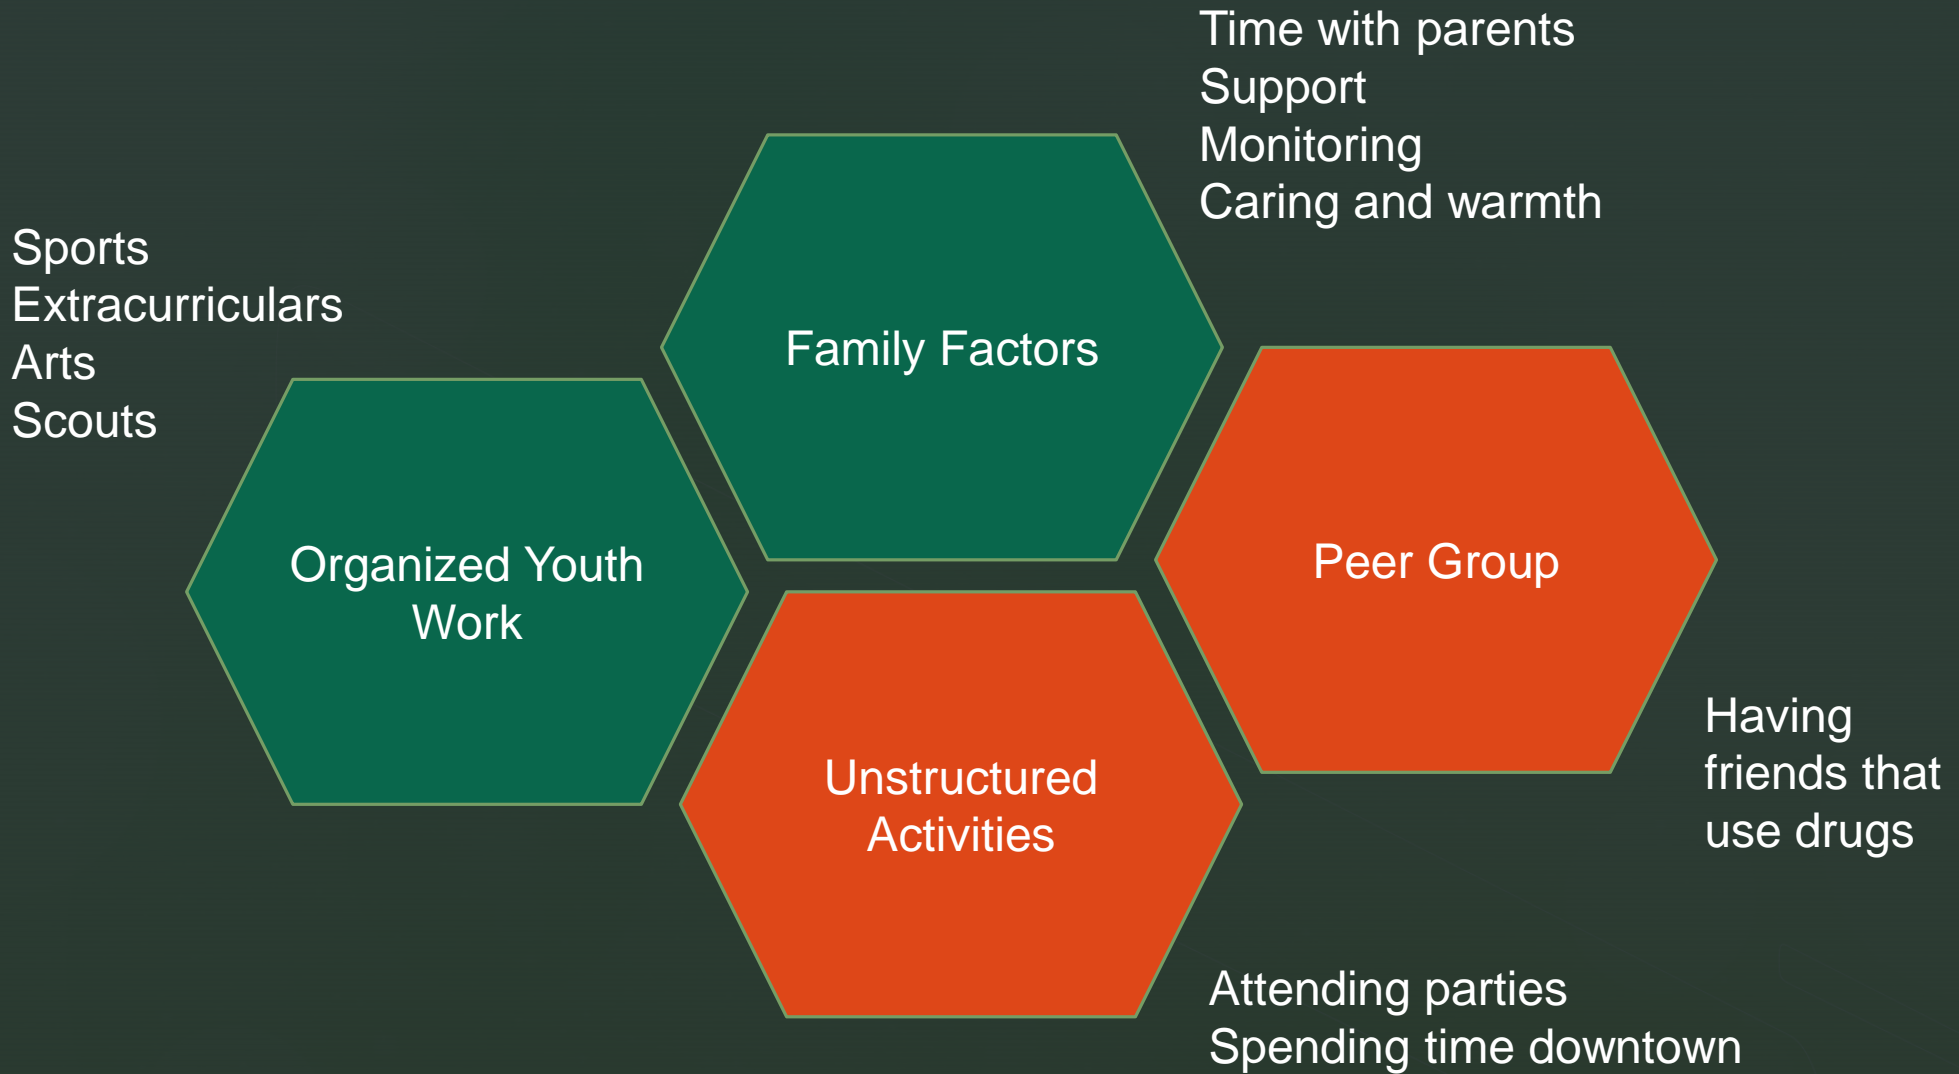 Time with parents
Support
Monitoring
Caring and warmth
Sports
Extracurriculars
Arts
Scouts
Family Factors
Organized Youth
Work
Peer Group
Unstructured
Activities
Having
friends that
use drugs
Attending parties
Spending time downtown